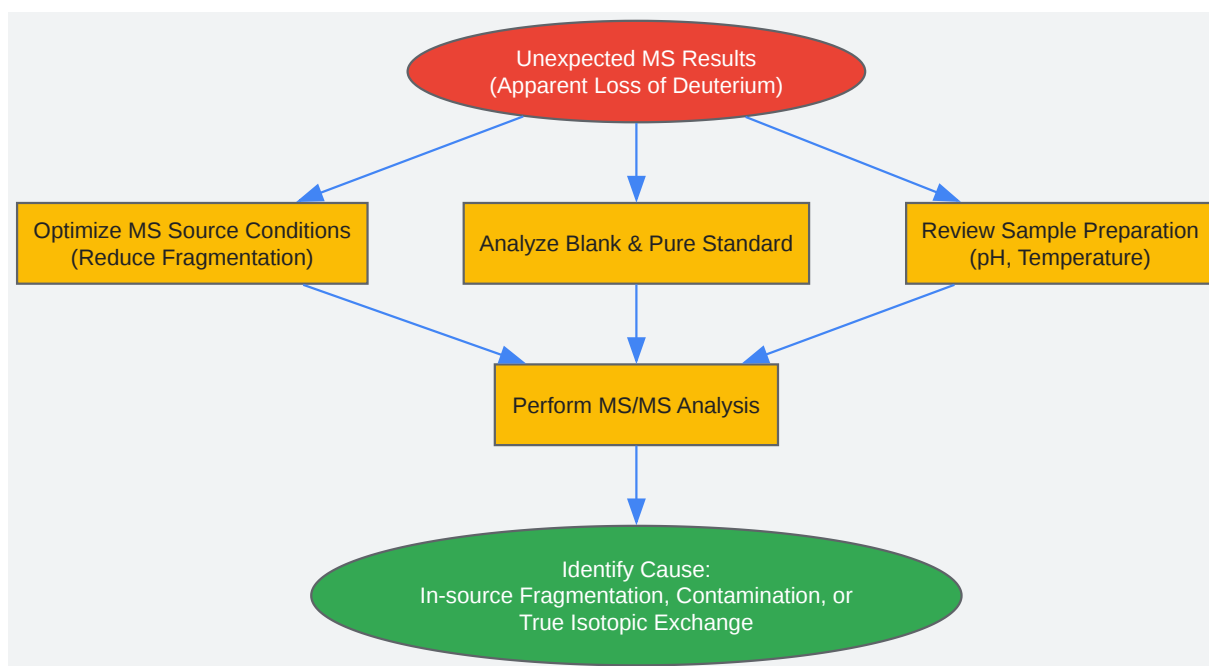 Unexpected MS Results
(Apparent Loss of Deuterium)
Optimize MS Source Conditions
(Reduce Fragmentation)
Analyze Blank & Pure Standard
Review Sample Preparation
(pH, Temperature)
Perform MS/MS Analysis
Identify Cause:
In-source Fragmentation, Contamination, or
True Isotopic Exchange